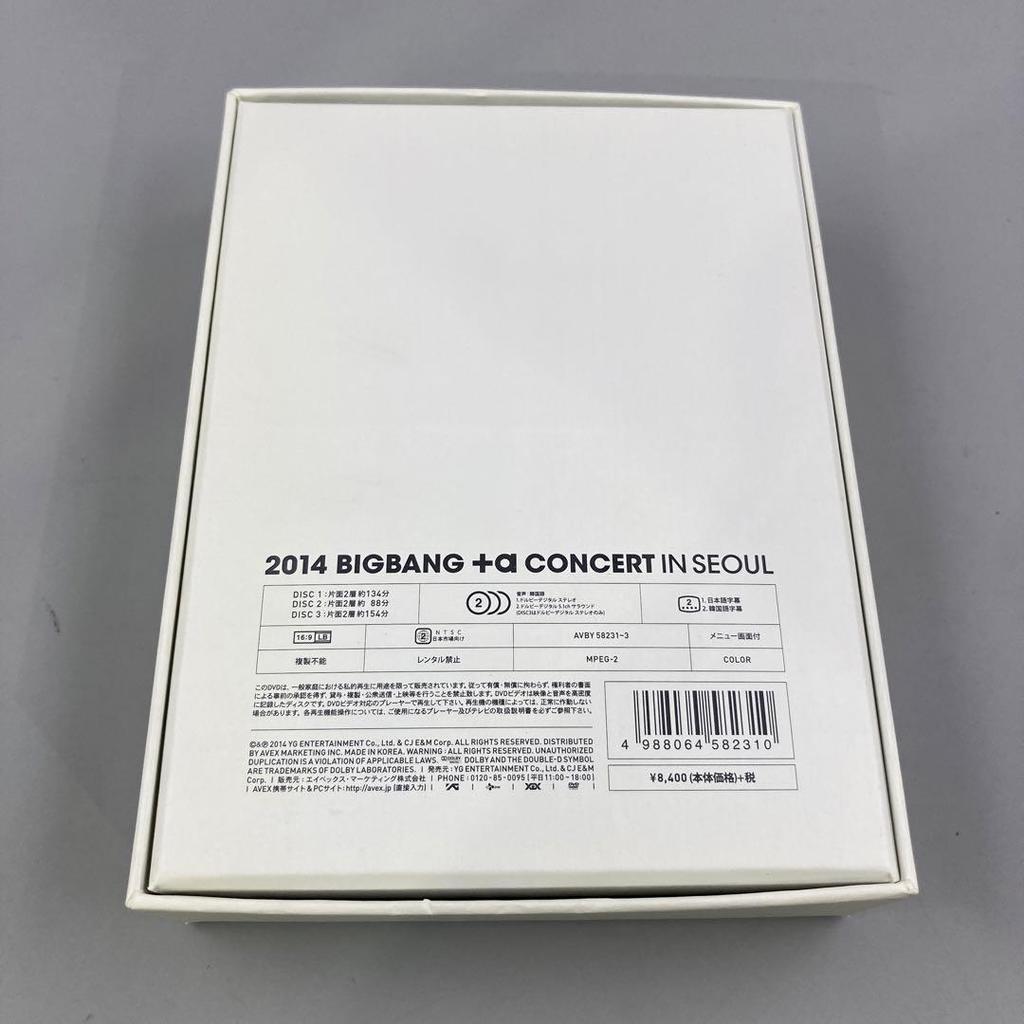 2014 BIGBANG +α CONCERT IN SEOUL
DISC 1 : 片面2層 約134分
DISC 2 : 片面2層 約 88分
DISC 3 : 片面2層 約154分
2
音声:韓国語
1.ドルビーデジタル ステレオ
2.ドルビーデジタル 5.1ch サラウンド
(DISC3はドルビーデジタル ステレオのみ)
2
1. 日本語字幕
2. 韓国語字幕
16:9 LB
2
NTSC
日本市場向け
AVBY 58231~3
メニュー画面付
複製不能
レンタル禁止
MPEG-2
COLOR
このDVDは、一般家庭における私的再生に用途を限って販売されています。従って有償・無償に拘わらず、権利者の書面
による事前の承認を得ず、貸与・複製・公衆送信・上映等を行うことを禁止致します。DVDビデオは映像と音声を高密度
に記録したディスクです。DVDビデオ対応のプレーヤーで再生して下さい。再生機の機種によっては、正常に作動しない
場合があります。各再生機能操作については、ご使用になるプレーヤー及びテレビの取扱説明書を必ずご参照下さい。
©&℗ 2014 YG ENTERTAINMENT Co., Ltd. & CJ E&M Corp. ALL RIGHTS RESERVED. DISTRIBUTED
BY AVEX MARKETING INC. MADE IN KOREA. WARNING : ALL RIGHTS RESERVED. UNAUTHORIZED
DUPLICATION IS A VIOLATION OF APPLICABLE LAWS. DOLBY AND THE DOUBLE-D SYMBOL
ARE TRADEMARKS OF DOLBY LABORATORIES. | 発売元 : YG ENTERTAINMENT Co., Ltd. & CJ E&M
Corp. | 販売元 : エイベックス・マーケティング株式会社 | PHONE : 0120-85-0095 [平日11:00~18:00]
| AVEX携帯サイト&PCサイト: http://avex.jp (直接入力) |
4 988064 582310
¥8,400(本体価格)+税